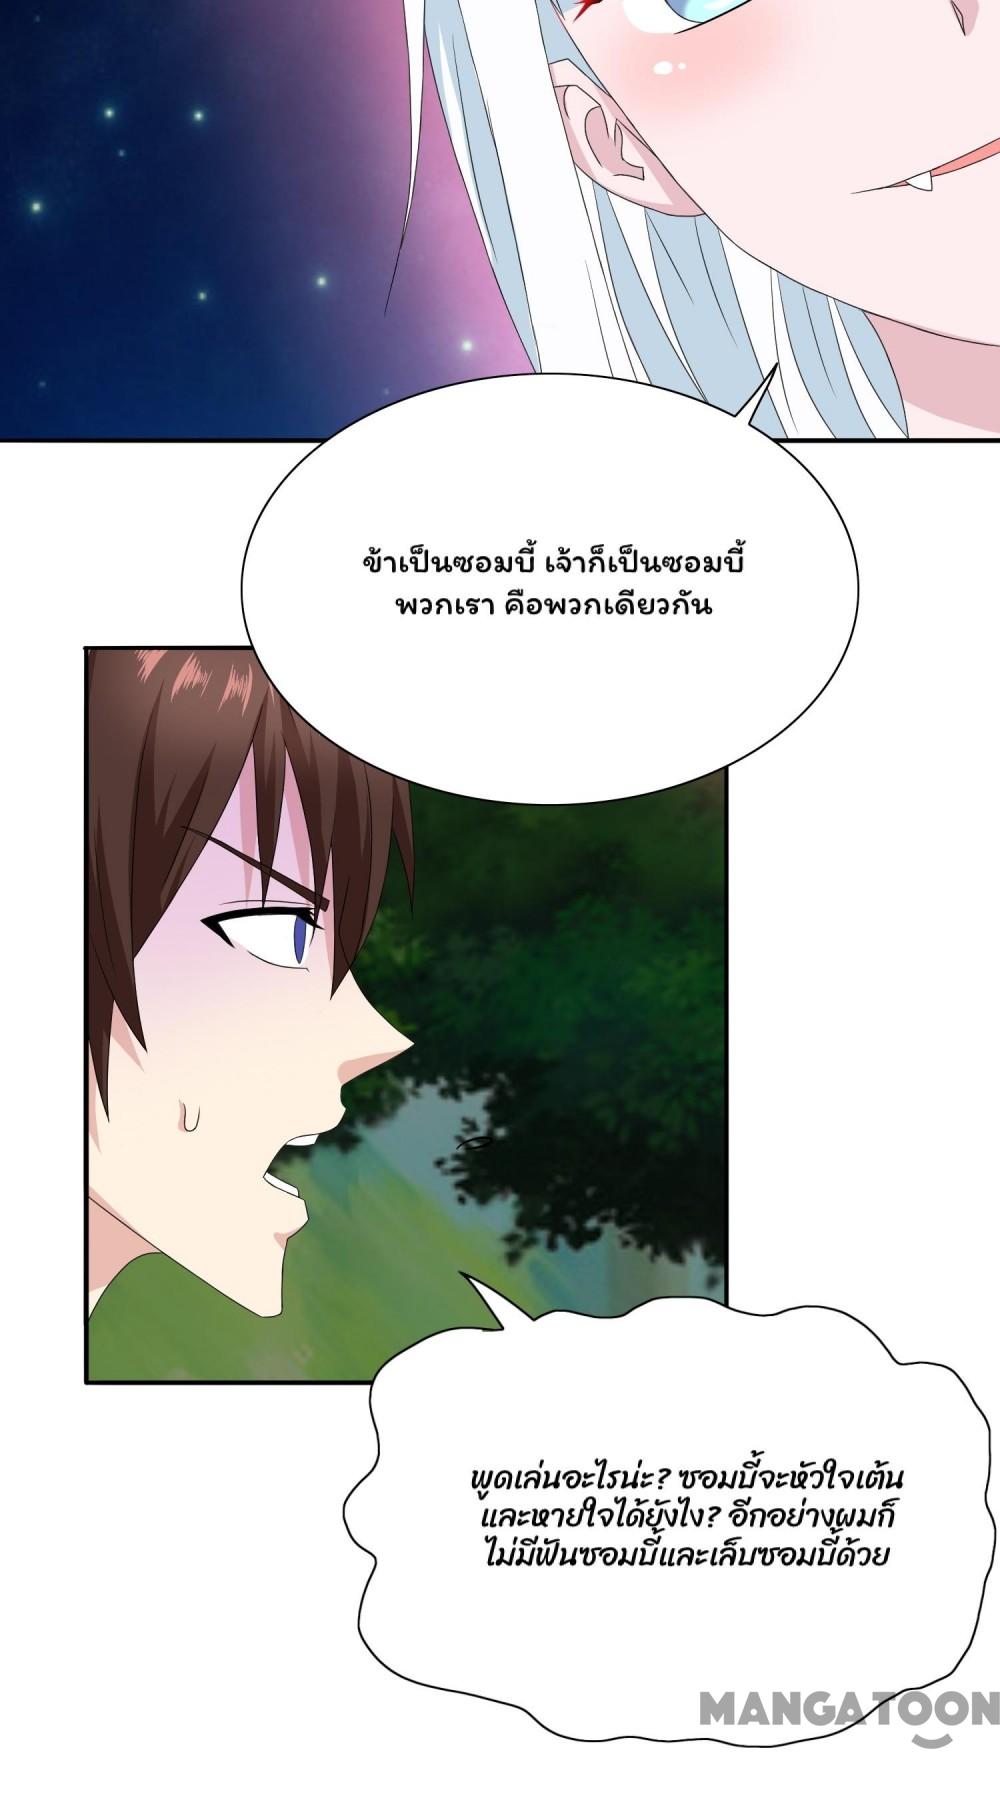 ข้าเป็นซอมบี้ เจ้าก็เป็นซอมบี้
พวกเรา คือพวกเดียวกัน
พูดเล่นอะไรน่ะ? ซอมบี้จะหัวใจเต้น
และหายใจได้ยังไง? อีกอย่างผมก็
ไม่มีฟันซอมบี้และเล็บซอมบี้ด้วย
MANGATOON